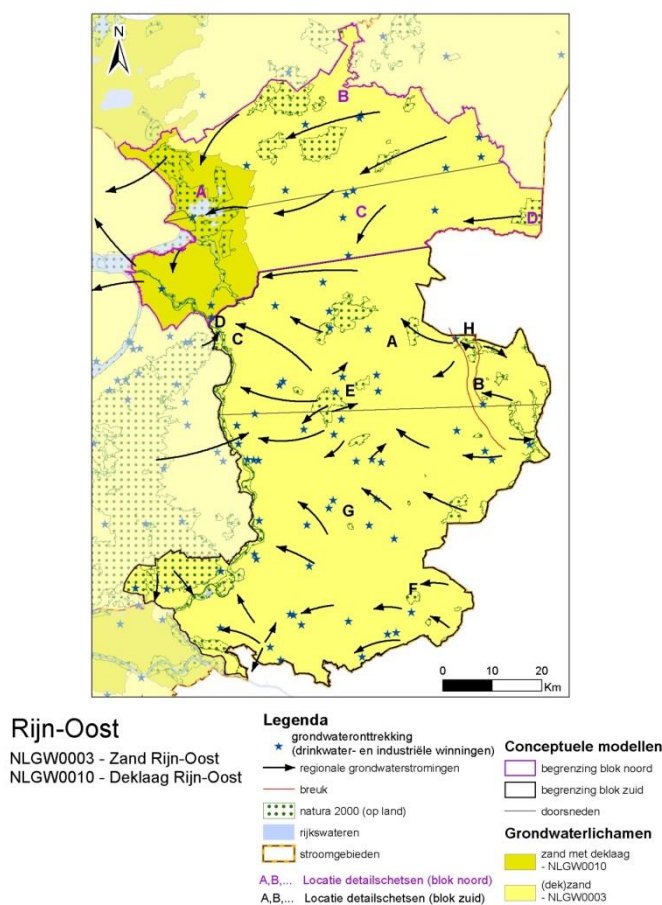 N
B
A
C
D
D
C
A
H
B
E
G
F
0 10 20
Km
Rijn-Oost
NLGW0003 - Zand Rijn-Oost
NLGW0010 - Deklaag Rijn-Oost
Legenda
grondwateronttrekking
(drinkwater- en industriële winningen)
regionale grondwaterstromingen
breuk
natura 2000 (op land)
rijkswateren
stroomgebieden
A,B,... Locatie detailschetsen (blok noord)
A,B,... Locatie detailschetsen (blok zuid)
Conceptuele modellen
begrenzing blok noord
begrenzing blok zuid
doorsneden
Grondwaterlichamen
zand met deklaag
- NLGW0010
(dek)zand
- NLGW0003